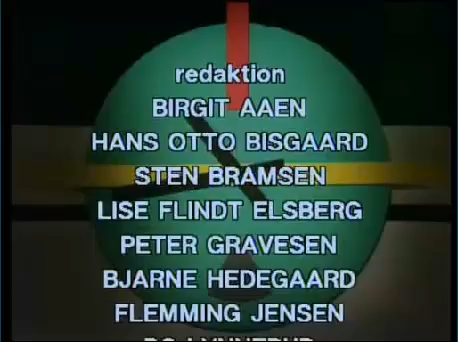 redaktion
BIRGIT AAEN
HANS OTTO BISGAARD
STEN BRAMSEN
LISE FLINDT ELSBERG
PETER GRAVESEN
BJARNE HEDEGAARD
FLEMMING JENSEN